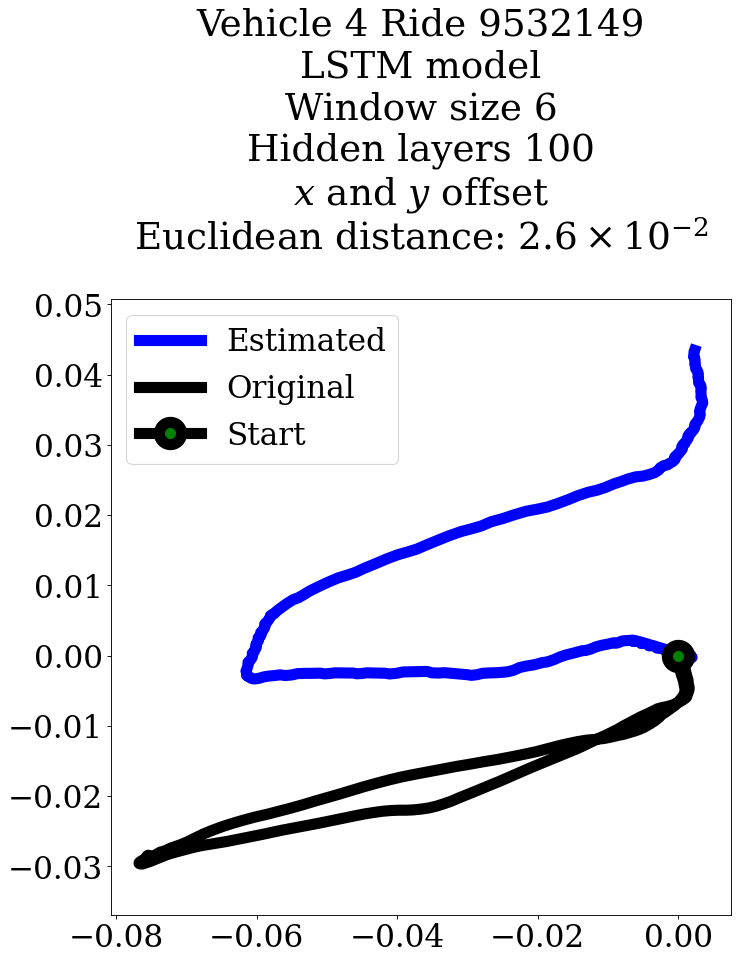 Vehicle 4 Ride 9532149
LSTM model
Window size 6
Hidden layers 100
x and y offset
Euclidean distance: 2.6 × 10⁻²
0.05
Estimated
0.04
Original
0.03
Start
0.02
0.01
0.00
−0.01
−0.02
−0.03
−0.08 −0.06 −0.04 −0.02 0.00